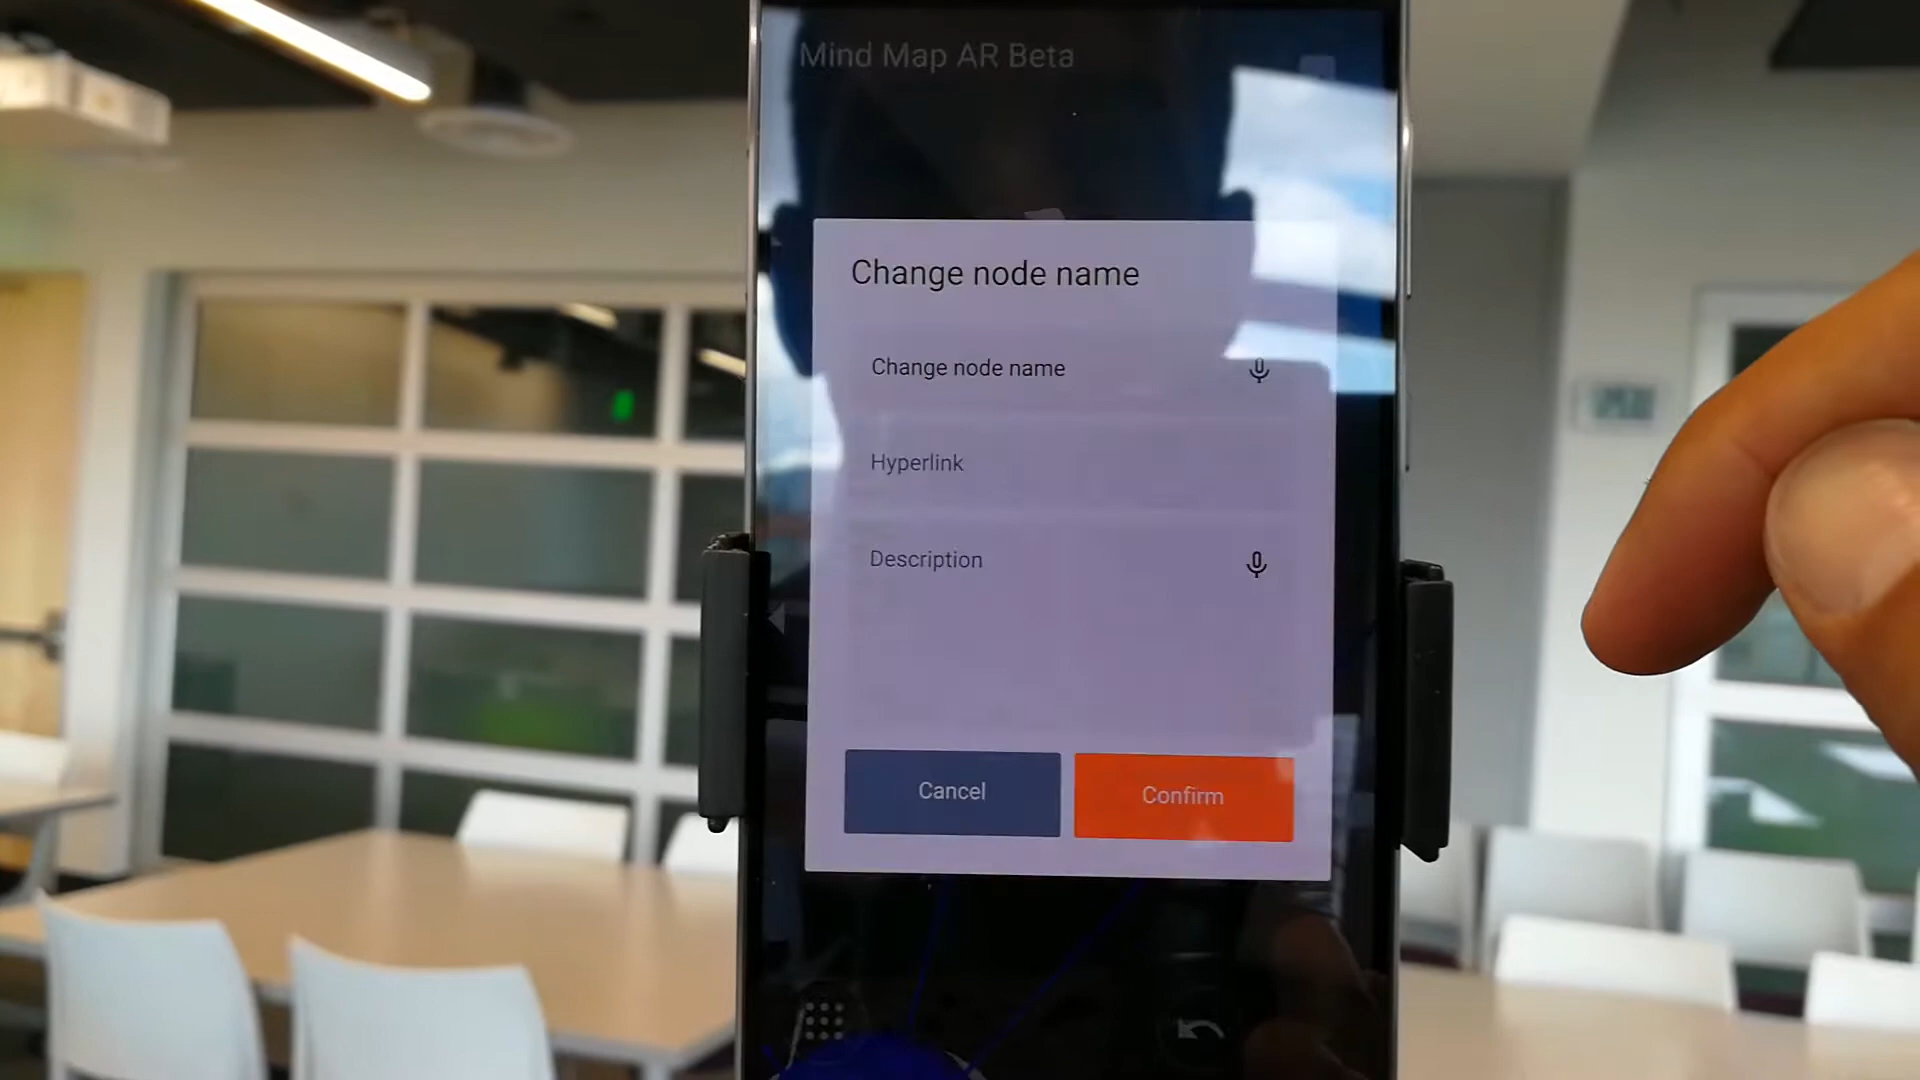 Mind Map AR Beta
Change node name
Change node name
Hyperlink
Description
Cancel
Confirm